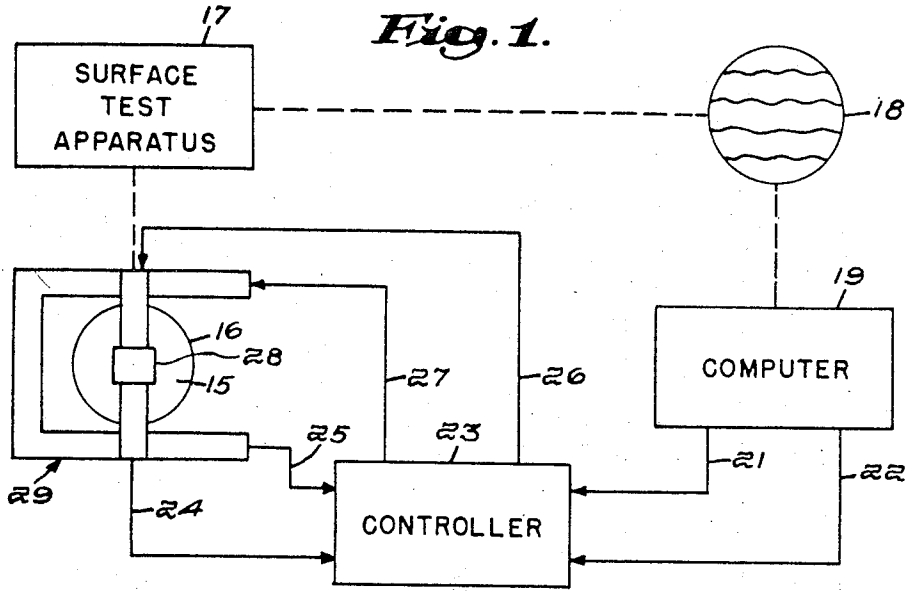 Fig. 1.
17
SURFACE
TEST
APPARATUS
18
19
COMPUTER
16
28
15
27
26
25
23
21
22
29
24
CONTROLLER